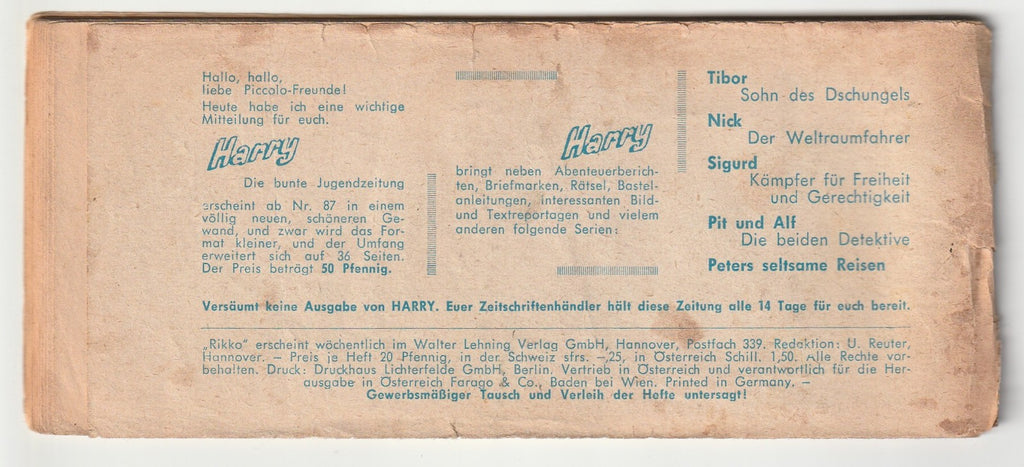 Hallo, hallo,
liebe Piccolo-Freunde!
Heute habe ich eine wichtige
Mitteilung für euch.
Harry
Die bunte Jugendzeitung
erscheint ab Nr. 87 in einem
völlig neuen, schöneren Ge-
wand, und zwar wird das For-
mat kleiner, und der Umfang
erweitert sich auf 36 Seiten.
Der Preis beträgt 50 Pfennig.
Harry
bringt neben Abenteuerberich-
ten, Briefmarken, Rätsel, Bastel-
anleitungen, interessanten Bild-
und Textreportagen und vielem
anderen folgende Serien:
Tibor
Sohn des Dschungels
Nick
Der Weltraumfahrer
Sigurd
Kämpfer für Freiheit
und Gerechtigkeit
Pit und Alf
Die beiden Detektive
Peters seltsame Reisen
Versäumt keine Ausgabe von HARRY. Euer Zeitschriftenhändler hält diese Zeitung alle 14 Tage für euch bereit.
„Rikko" erscheint wöchentlich im Walter Lehning Verlag GmbH, Hannover, Postfach 339. Redaktion: U. Reuter,
Hannover. – Preis je Heft 20 Pfennig, in der Schweiz sfrs. –,25, in Österreich Schill. 1,50. Alle Rechte vor-
behalten. Druck: Druckhaus Lichterfelde GmbH, Berlin. Vertrieb in Österreich und verantwortlich für die Her-
ausgabe in Österreich Farago & Co., Baden bei Wien. Printed in Germany. –
Gewerbsmäßiger Tausch und Verleih der Hefte untersagt!